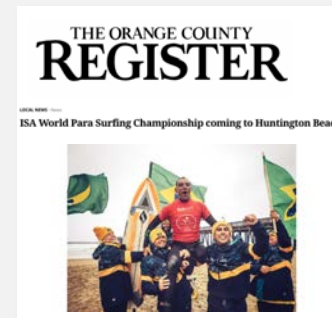 THE ORANGE COUNTY
REGISTER
LOCAL NEWS
ISA World Para Surfing Championship coming to Huntington Beac